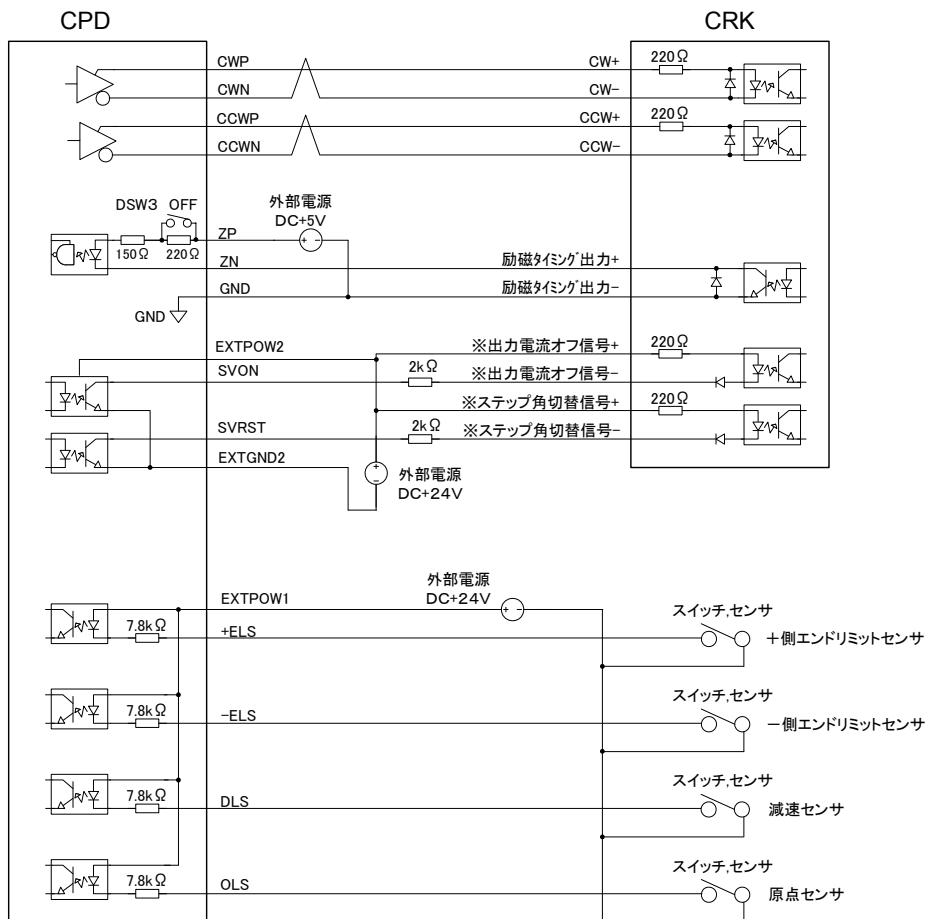 CPD
CRK
CWP
CW+
220Ω
CWN
CW-
CCWP
CCW+
220Ω
CCWN
CCW-
DSW3 OFF
外部電源
DC+5V
150Ω
220Ω
ZP
ZN
励磁タイミング出力+
GND
励磁タイミング出力-
GND
EXTPOW2
※出力電流オフ信号+
220Ω
SVON
2kΩ
※出力電流オフ信号-
※ステップ角切替信号+
220Ω
SVRST
2kΩ
※ステップ角切替信号-
EXTGND2
外部電源
DC+24V
EXTPOW1
外部電源
DC+24V
7.8kΩ
+ELS
スイッチ,センサ
+側エンドリミットセンサ
7.8kΩ
-ELS
スイッチ,センサ
-側エンドリミットセンサ
7.8kΩ
DLS
スイッチ,センサ
減速センサ
7.8kΩ
OLS
スイッチ,センサ
原点センサ